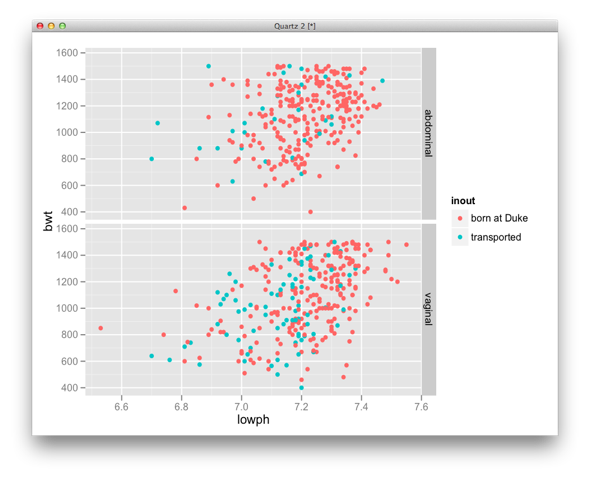 Quartz 2 [*]
bwt
1600
1400
1200
1000
800
600
400
abdominal
1600
1400
1200
1000
800
600
400
vaginal
6.6 6.8 7.0 7.2 7.4 7.6
lowph
inout
born at Duke
transported